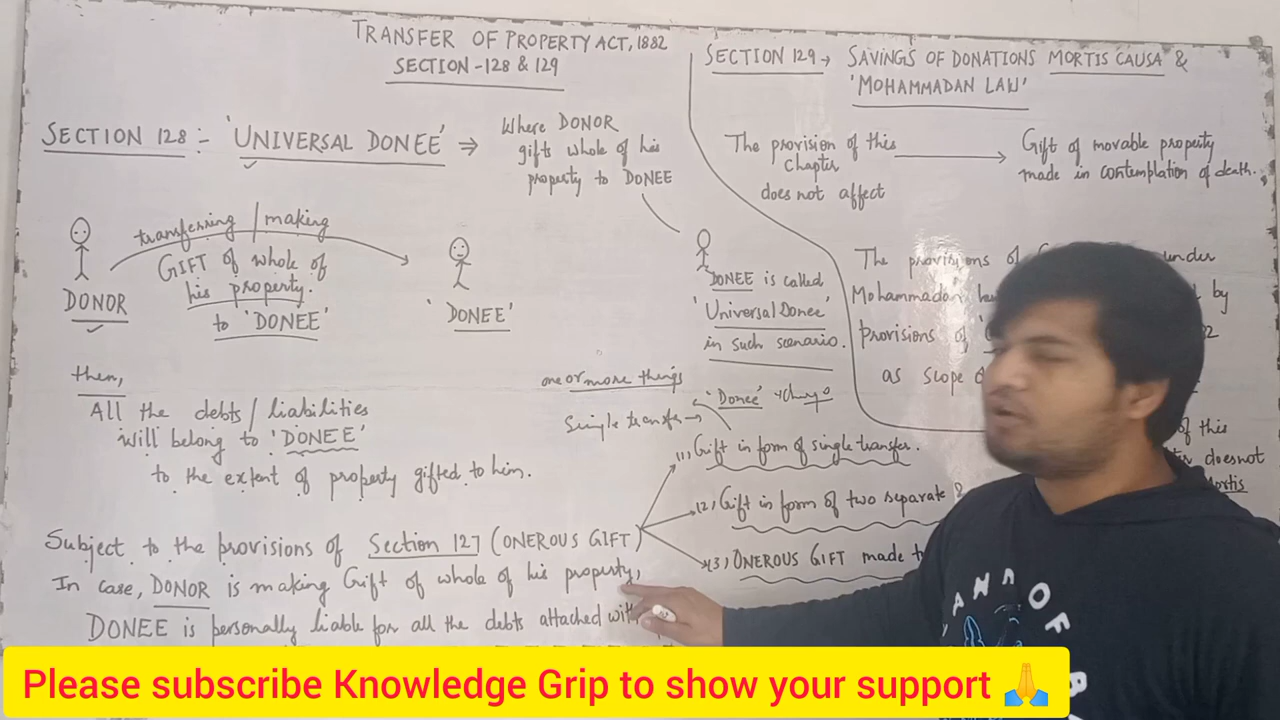 TRANSFER OF PROPERTY ACT, 1882
SECTION-128 & 129
SECTION 128:- 'UNIVERSAL DONEE' ⇒
Where DONOR
gifts whole of his
property to DONEE
transferring / making
GIFT of whole of
his property.
to 'DONEE'
DONOR
'DONEE'
DONEE is called
'Universal Donee'
in such scenario.
then,
All the debts/liabilities
will belong to 'DONEE'
to the extent of property gifted to him.
one or more things
Single transfer →
'Donee'
Subject to the provisions of Section 127 (ONEROUS GIFT)
In case, DONOR is making Gift of whole of his property,
DONEE is personally liable for all the debts attached with
(1) Gift in form of single transfer.
(2) Gift in form of two separate &
(3) ONEROUS GIFT made
SECTION 129 → SAVINGS OF DONATIONS MORTIS CAUSA &
'MOHAMMADAN LAW'
The provision of this
Chapter
does not affect
Gift of movable property
made in contemplation of death.
The provisions of under
Mohammadan by
provisions of
as scope
of this
doesnot
Mortis
Please subscribe Knowledge Grip to show your support 🙏